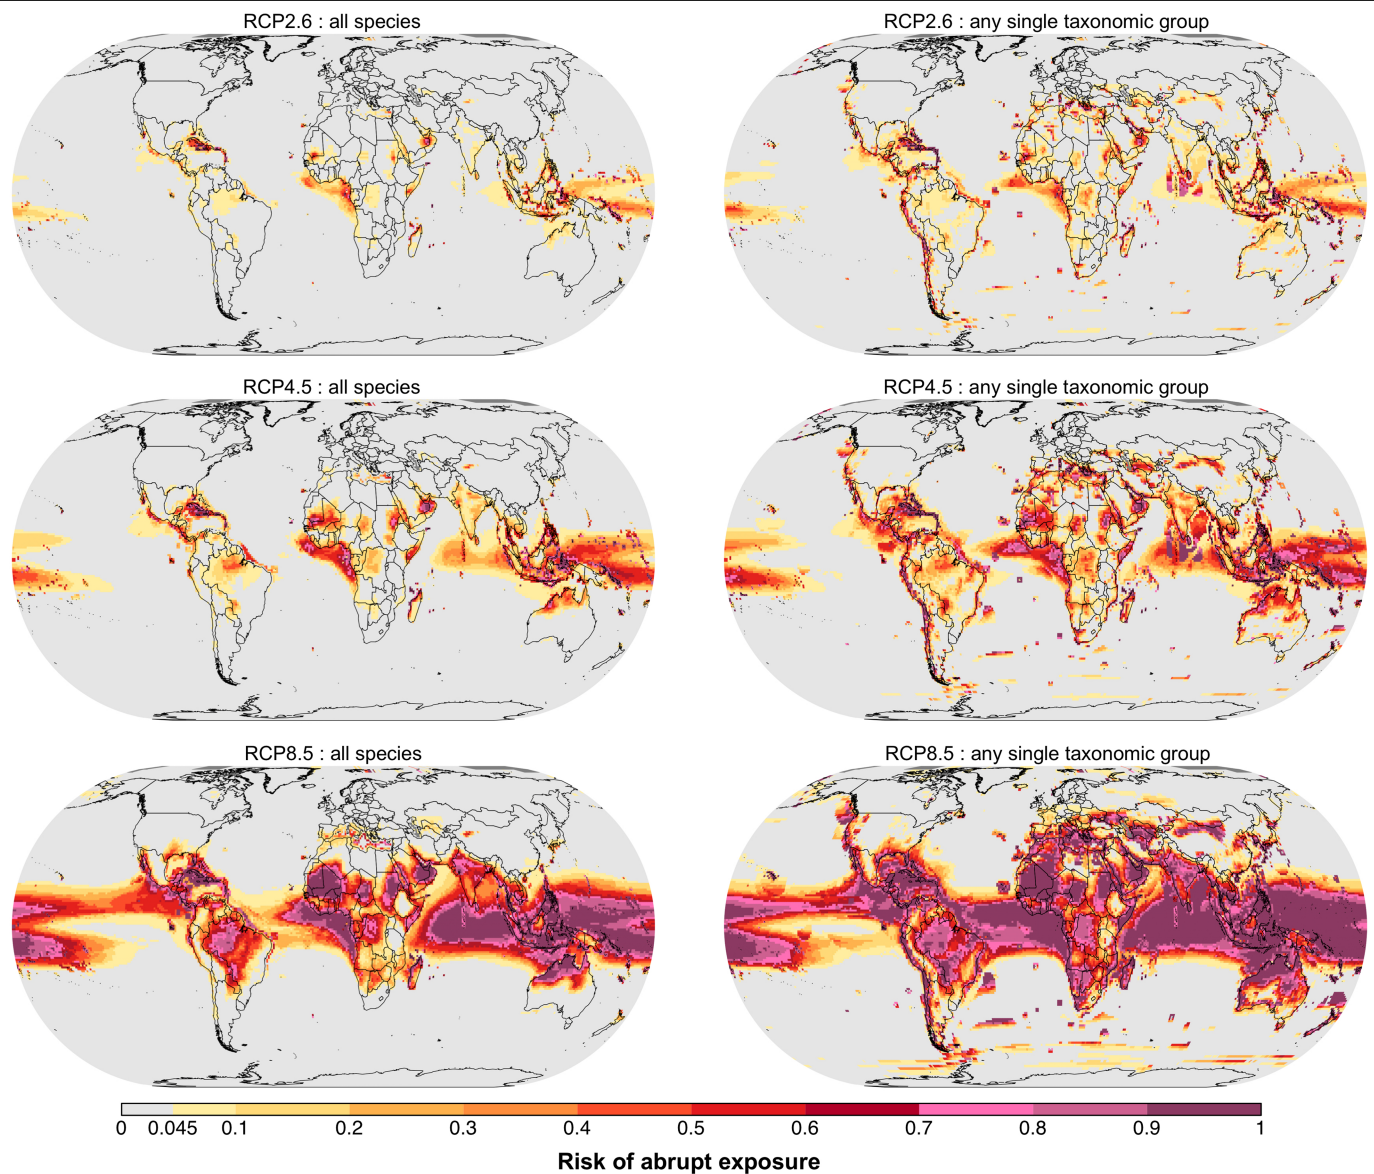 RCP2.6 : all species
RCP2.6 : any single taxonomic group
RCP4.5 : all species
RCP4.5 : any single taxonomic group
RCP8.5 : all species
RCP8.5 : any single taxonomic group
0 0.045 0.1 0.2 0.3 0.4 0.5 0.6 0.7 0.8 0.9 1
Risk of abrupt exposure